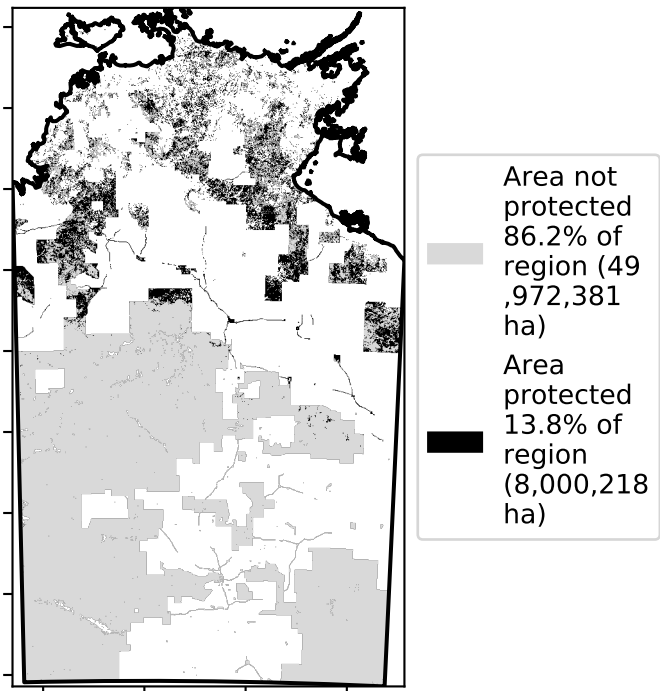 Area not
protected
86.2% of
region (49
,972,381
ha)
Area
protected
13.8% of
region
(8,000,218
ha)